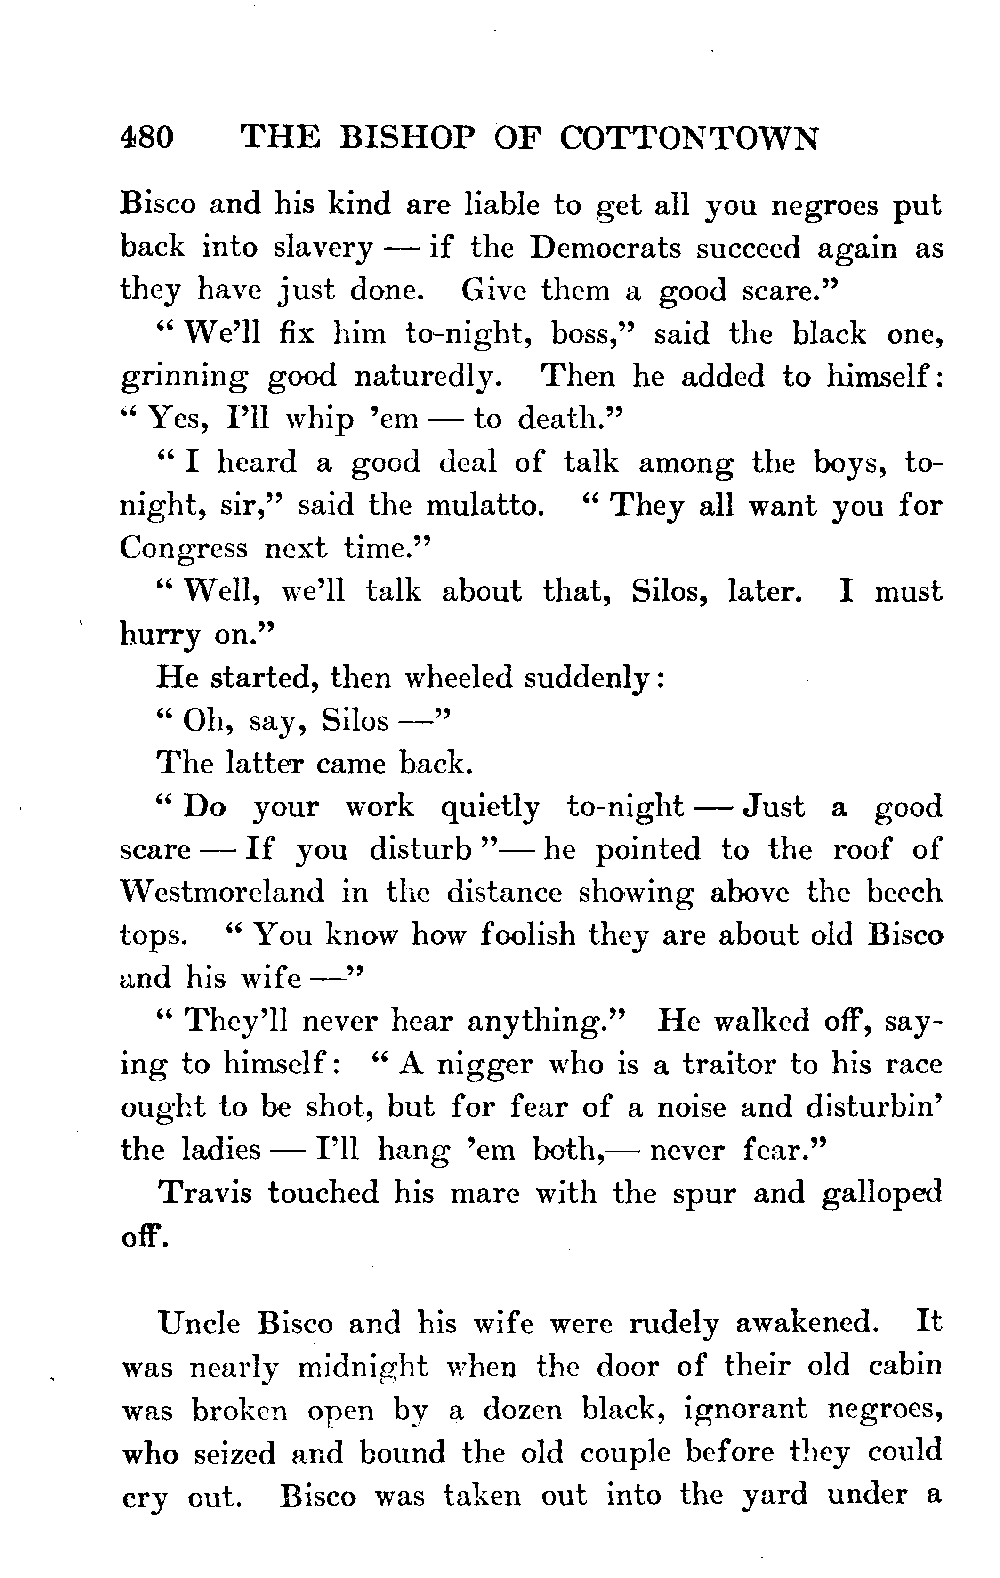 480 THE BISHOP OF COTTONTOWN
Bisco and his kind are liable to get all you negroes put
back into slavery — if the Democrats succeed again as
they have just done. Give them a good scare.”
“ We’ll fix him to-night, boss,” said the black one,
grinning good naturedly. Then he added to himself:
“ Yes, I’ll whip ’em — to death.”
“ I heard a good deal of talk among the boys, to-
night, sir,” said the mulatto. “ They all want you for
Congress next time.”
“ Well, we’ll talk about that, Silos, later. I must
hurry on.”
He started, then wheeled suddenly:
“ Oh, say, Silos —”
The latter came back.
“ Do your work quietly to-night — Just a good
scare — If you disturb ”— he pointed to the roof of
Westmoreland in the distance showing above the beech
tops. “ You know how foolish they are about old Bisco
and his wife —”
“ They’ll never hear anything.” He walked off, say-
ing to himself: “ A nigger who is a traitor to his race
ought to be shot, but for fear of a noise and disturbin’
the ladies — I’ll hang ’em both,— never fear.”
Travis touched his mare with the spur and galloped
off.
Uncle Bisco and his wife were rudely awakened. It
was nearly midnight when the door of their old cabin
was broken open by a dozen black, ignorant negroes,
who seized and bound the old couple before they could
cry out. Bisco was taken out into the yard under a